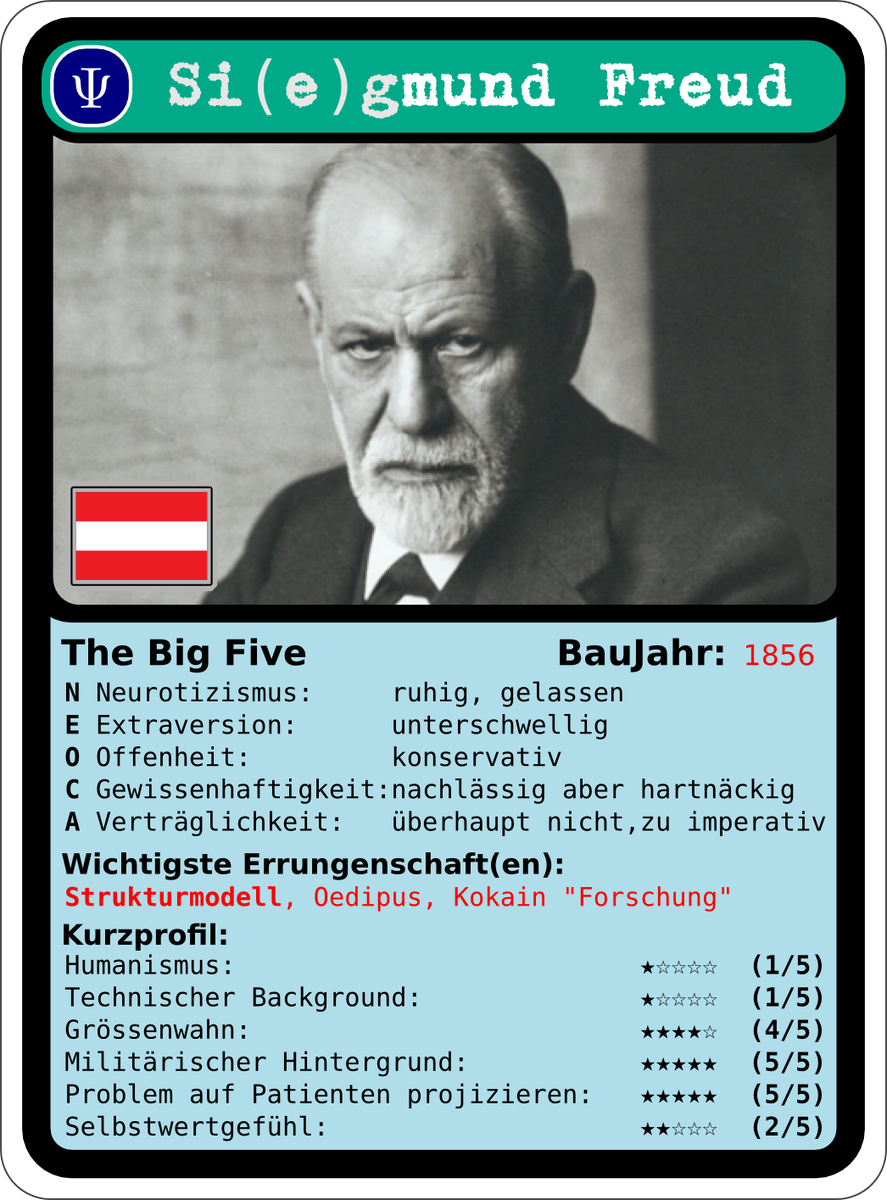 Ψ Si(e)gmund Freud
The Big Five BauJahr: 1856
N Neurotizismus: ruhig, gelassen
E Extraversion: unterschwellig
O Offenheit: konservativ
C Gewissenhaftigkeit:nachlässig aber hartnäckig
A Verträglichkeit: überhaupt nicht,zu imperativ
Wichtigste Errungenschaft(en):
Strukturmodell, Oedipus, Kokain "Forschung"
Kurzprofil:
Humanismus: ★☆☆☆☆ (1/5)
Technischer Background: ★☆☆☆☆ (1/5)
Grössenwahn: ★★★★☆ (4/5)
Militärischer Hintergrund: ★★★★★ (5/5)
Problem auf Patienten projizieren: ★★★★★ (5/5)
Selbstwertgefühl: ★★☆☆☆ (2/5)